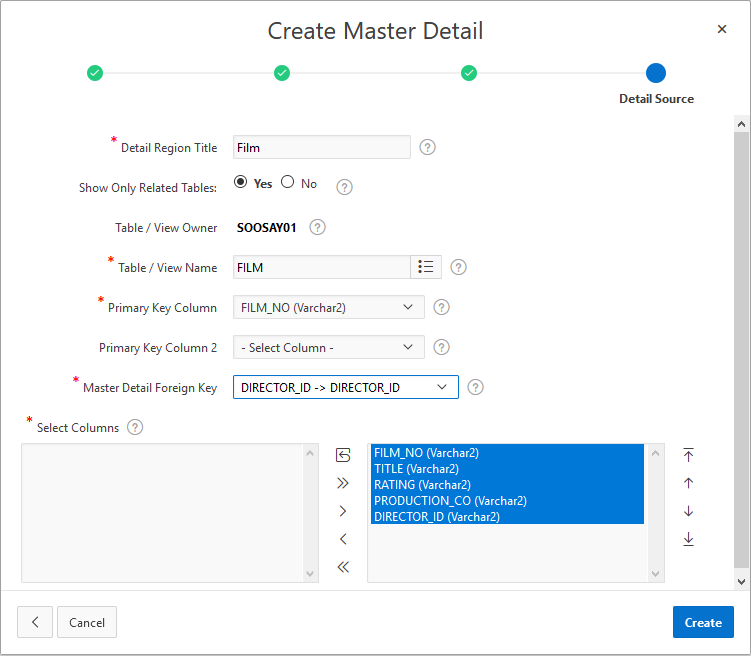 Create Master Detail
Detail Source
* Detail Region Title Film
Show Only Related Tables: Yes No
Table / View Owner SOOSAY01
* Table / View Name FILM
* Primary Key Column FILM_NO (Varchar2)
Primary Key Column 2 - Select Column -
* Master Detail Foreign Key DIRECTOR_ID -> DIRECTOR_ID
* Select Columns
FILM_NO (Varchar2)
TITLE (Varchar2)
RATING (Varchar2)
PRODUCTION_CO (Varchar2)
DIRECTOR_ID (Varchar2)
Cancel Create